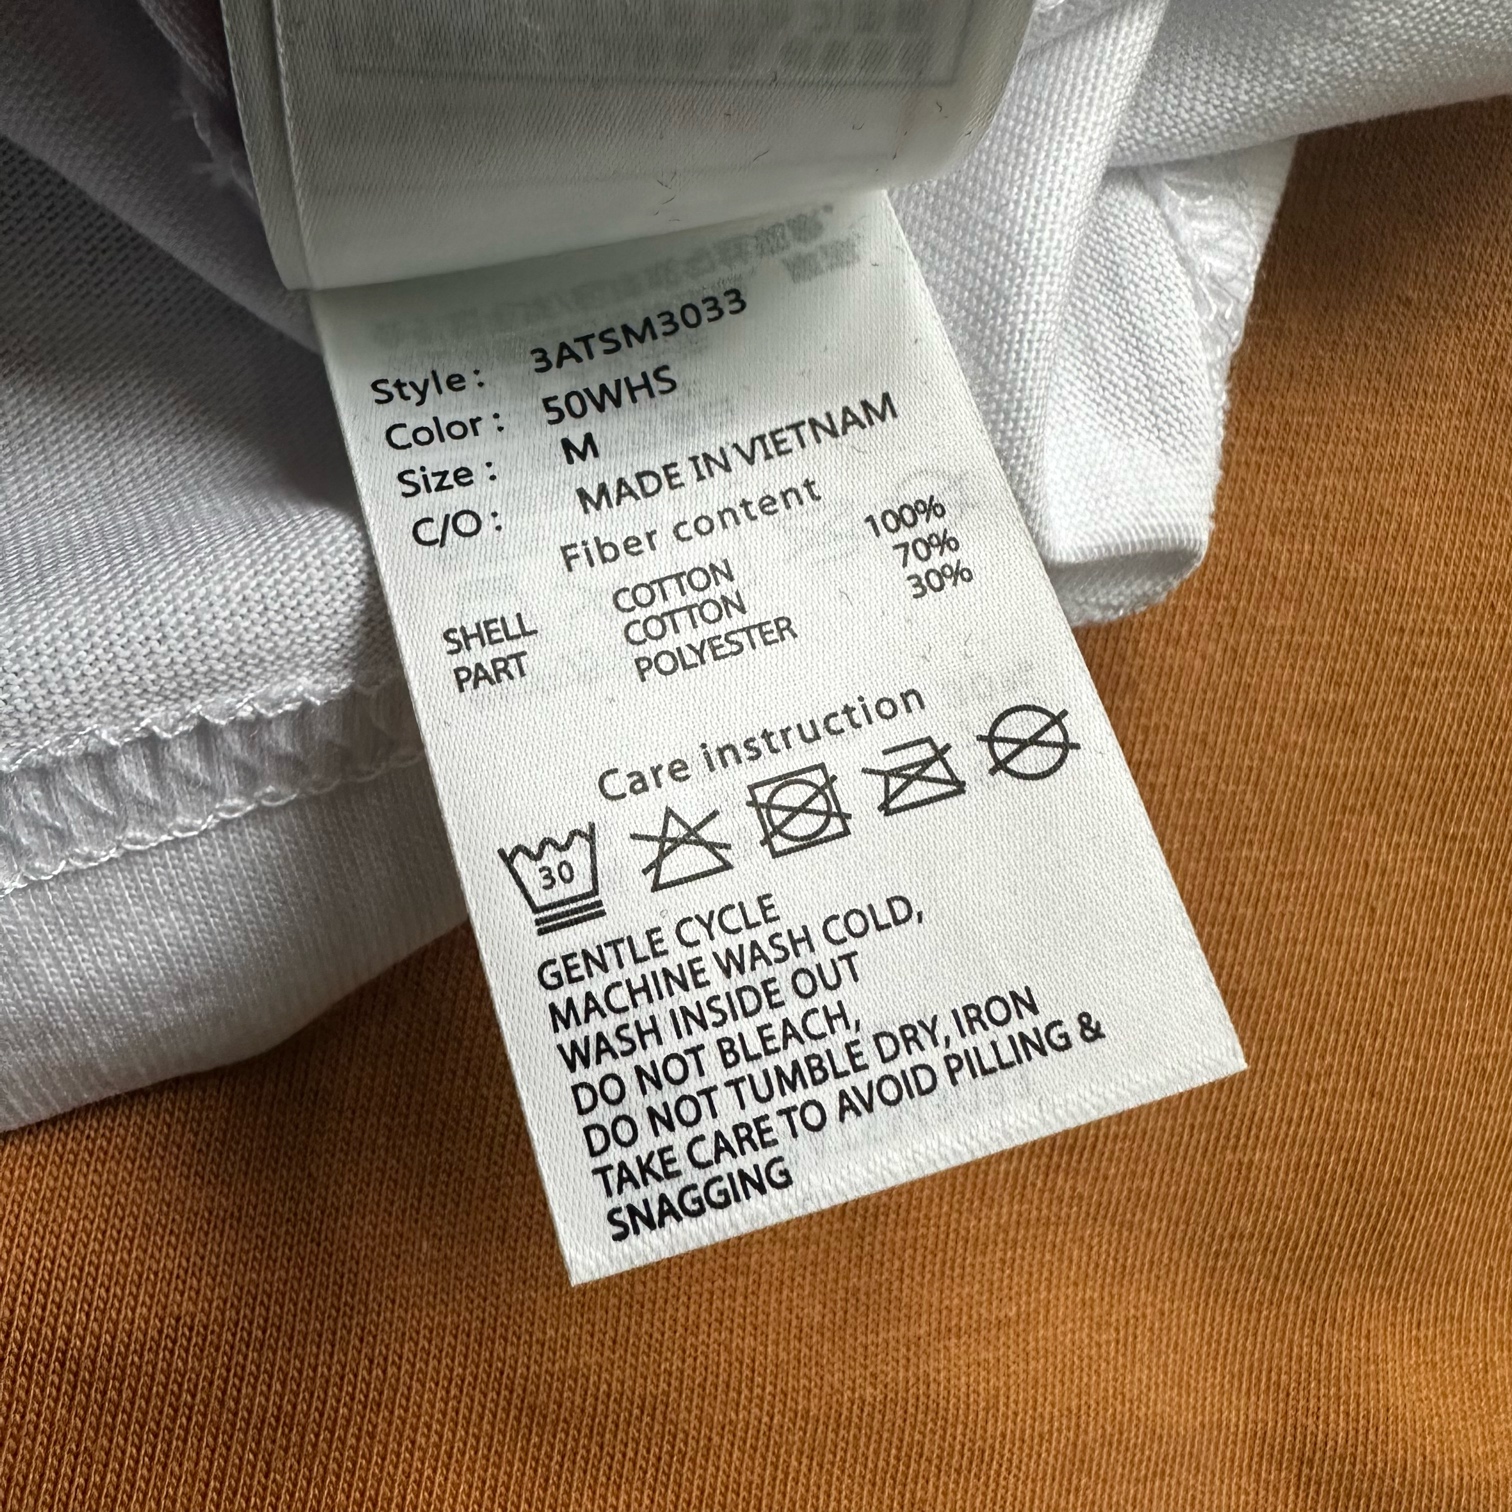 Style: 3ATSM3033
Color: 50WHS
Size: M
C/O: MADE IN VIETNAM
Fiber content
SHELL COTTON 100%
PART COTTON 70%
POLYESTER 30%
Care instruction
30
GENTLE CYCLE
MACHINE WASH COLD,
WASH INSIDE OUT
DO NOT BLEACH,
DO NOT TUMBLE DRY, IRON
TAKE CARE TO AVOID PILLING &
SNAGGING